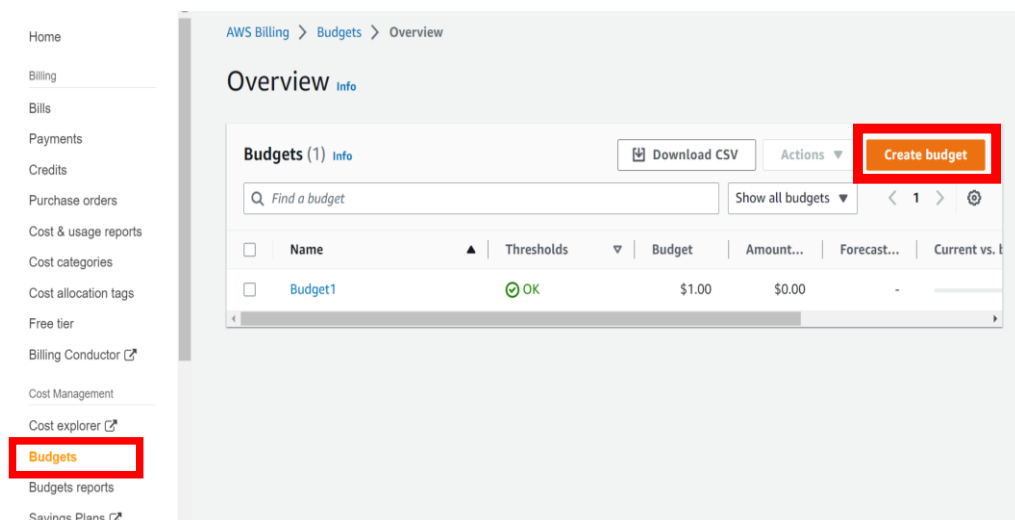 Home
Billing
Bills
Payments
Credits
Purchase orders
Cost & usage reports
Cost categories
Cost allocation tags
Free tier
Billing Conductor
Cost Management
Cost explorer
Budgets
Budgets reports
Savings Plans
AWS Billing > Budgets > Overview
Overview Info
Budgets (1) Info
Download CSV
Actions
Create budget
Find a budget
Show all budgets
< 1 >
Name Thresholds Budget Amount... Forecast... Current vs. b
Budget1 OK $1.00 $0.00 -